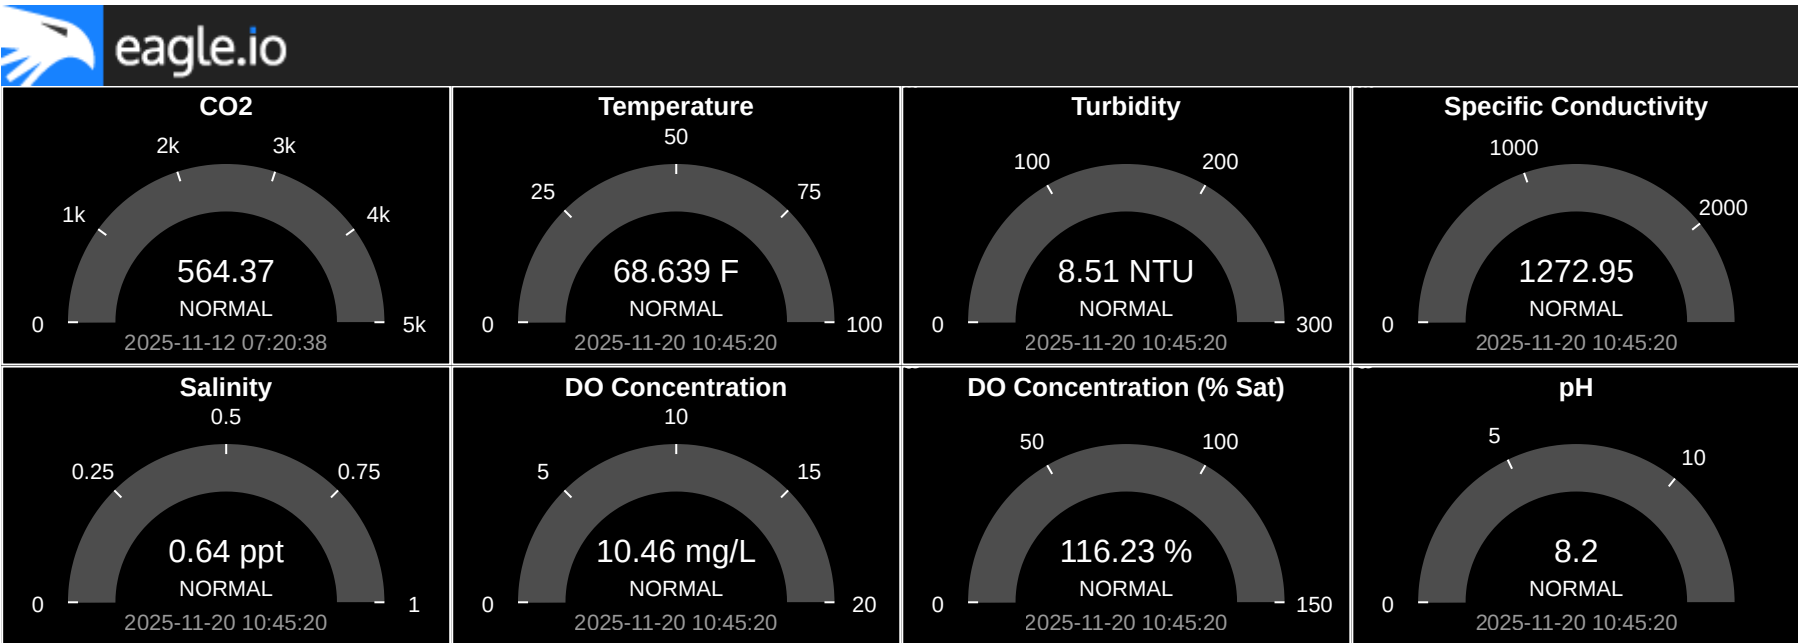 eagle.io
CO2
2k
3k
1k
4k
564.37
NORMAL
0
5k
2025-11-12 07:20:38
Temperature
50
25
75
68.639 F
NORMAL
0
100
2025-11-20 10:45:20
Turbidity
100
200
8.51 NTU
NORMAL
0
300
2025-11-20 10:45:20
Specific Conductivity
1000
2000
1272.95
NORMAL
0
2025-11-20 10:45:20
Salinity
0.5
0.25
0.75
0.64 ppt
NORMAL
0
1
2025-11-20 10:45:20
DO Concentration
10
5
15
10.46 mg/L
NORMAL
0
20
2025-11-20 10:45:20
DO Concentration (% Sat)
50
100
116.23 %
NORMAL
0
150
2025-11-20 10:45:20
pH
5
10
8.2
NORMAL
0
2025-11-20 10:45:20